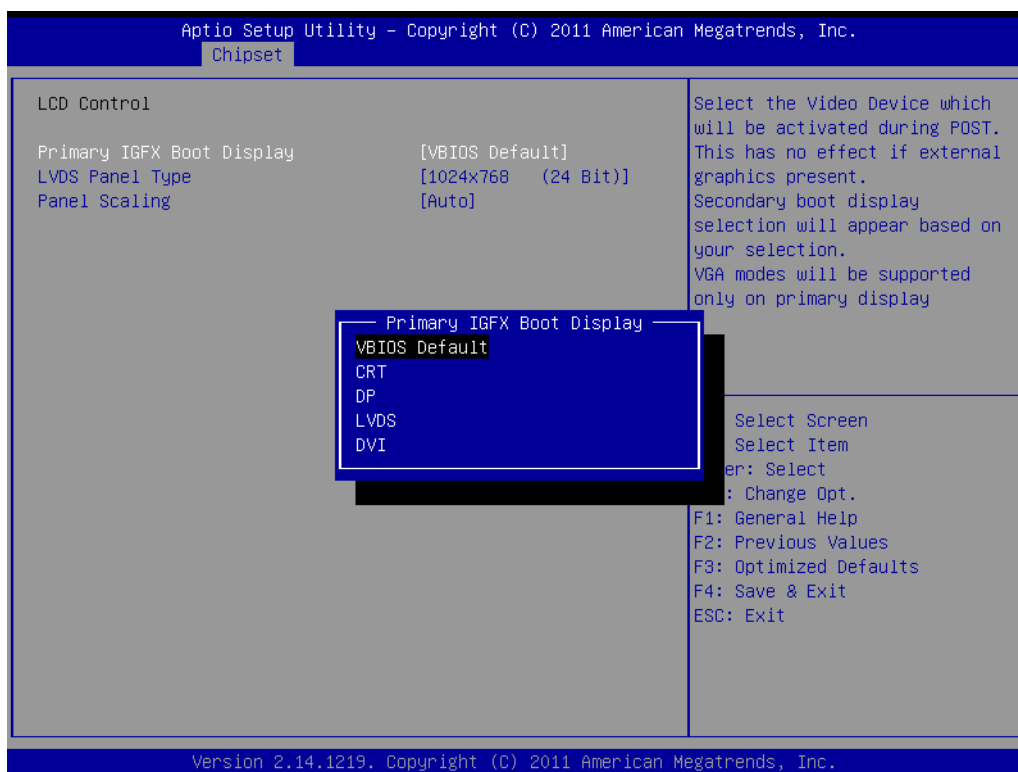 Aptio Setup Utility – Copyright (C) 2011 American Megatrends, Inc.
Chipset
LCD Control
Primary IGFX Boot Display [VBIOS Default]
LVDS Panel Type [1024x768 (24 Bit)]
Panel Scaling [Auto]
Select the Video Device which
will be activated during POST.
This has no effect if external
graphics present.
Secondary boot display
selection will appear based on
your selection.
VGA modes will be supported
only on primary display
Primary IGFX Boot Display
VBIOS Default
CRT
DP
LVDS
DVI
Select Screen
Select Item
er: Select
: Change Opt.
F1: General Help
F2: Previous Values
F3: Optimized Defaults
F4: Save & Exit
ESC: Exit
Version 2.14.1219. Copyright (C) 2011 American Megatrends, Inc.